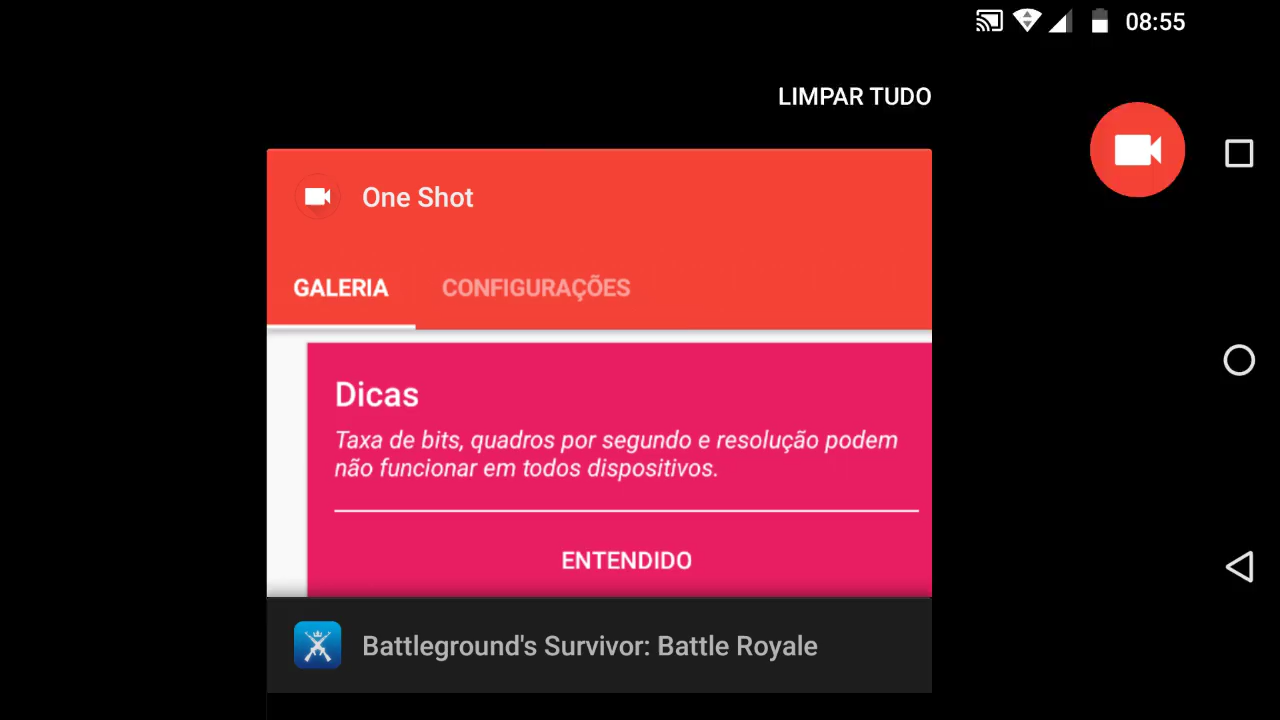 08:55
LIMPAR TUDO
One Shot
GALERIA CONFIGURAÇÕES
Dicas
Taxa de bits, quadros por segundo e resolução podem
não funcionar em todos dispositivos.
ENTENDIDO
Battleground's Survivor: Battle Royale